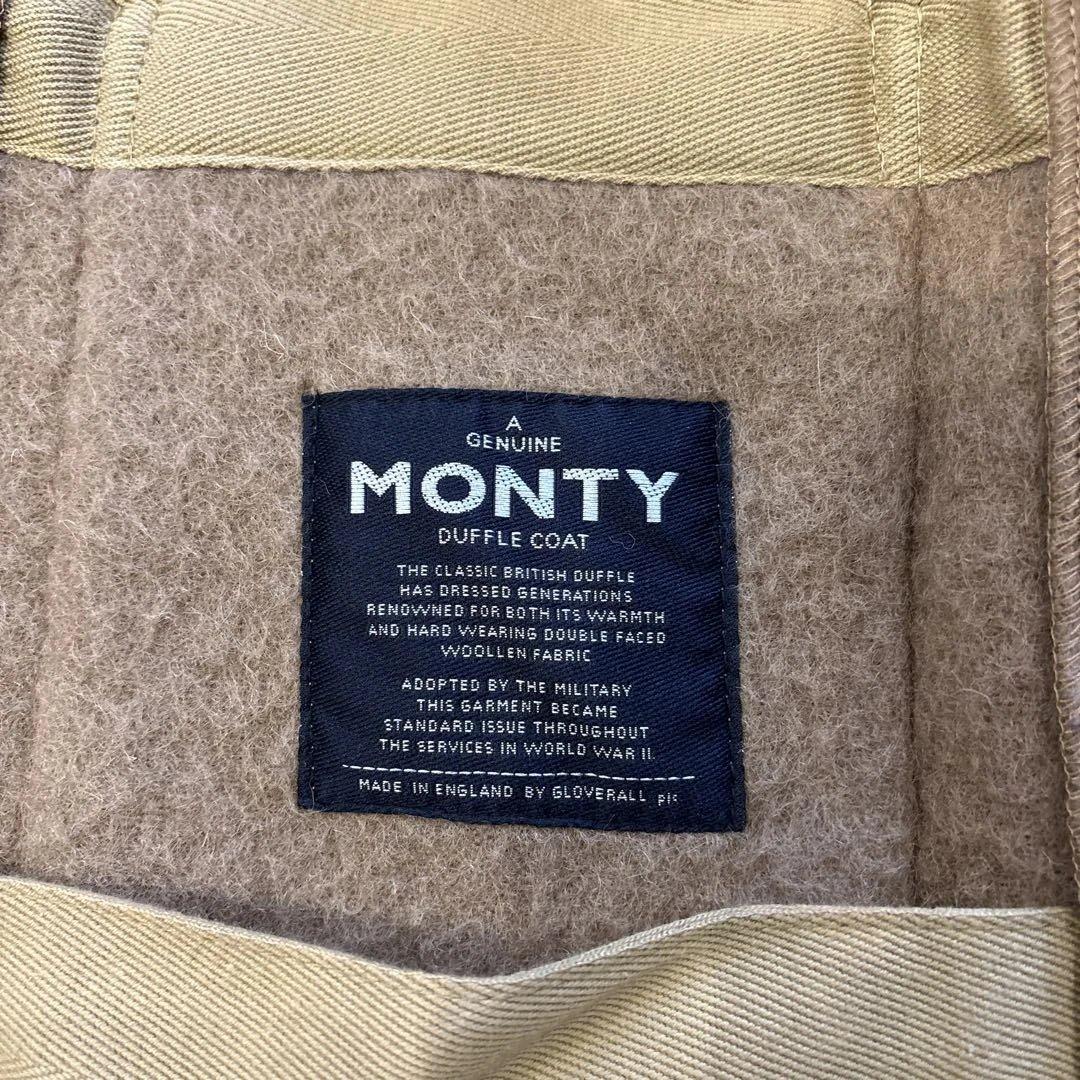 A
GENUINE
MONTY
DUFFLE COAT
THE CLASSIC BRITISH DUFFLE
HAS DRESSED GENERATIONS
RENOWNED FOR BOTH ITS WARMTH
AND HARD WEARING DOUBLE FACED
WOOLLEN FABRIC
ADOPTED BY THE MILITARY
THIS GARMENT BECAME
STANDARD ISSUE THROUGHOUT
THE SERVICES IN WORLD WAR II.
MADE IN ENGLAND BY GLOVERALL plc